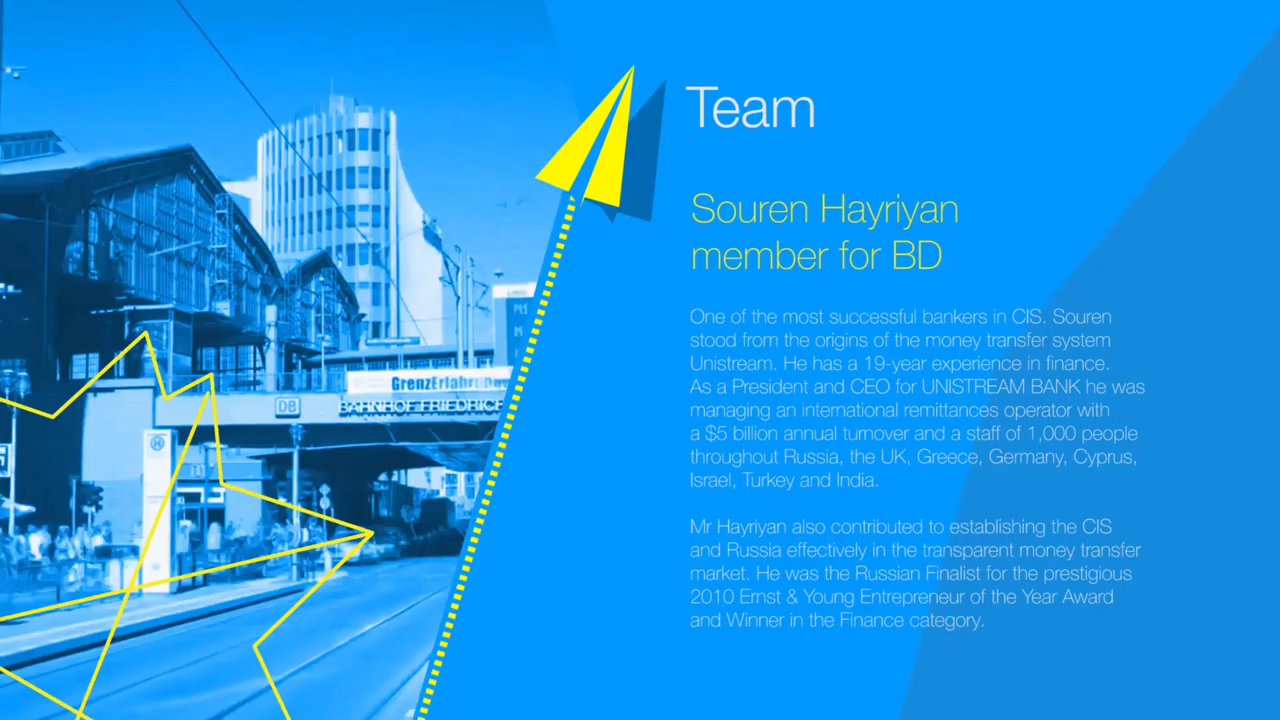 Team
Souren Hayriyan
member for BD
One of the most successful bankers in CIS. Souren
stood from the origins of the money transfer system
Unistream. He has a 19-year experience in finance.
As a President and CEO for UNISTREAM BANK he was
managing an international remittances operator with
a $5 billion annual turnover and a staff of 1,000 people
throughout Russia, the UK, Greece, Germany, Cyprus,
Israel, Turkey and India.
Mr Hayriyan also contributed to establishing the CIS
and Russia effectively in the transparent money transfer
market. He was the Russian Finalist for the prestigious
2010 Ernst & Young Entrepreneur of the Year Award
and Winner in the Finance category.
GrenzErfahrung
DB
BAHNHOF FRIEDRIC
H